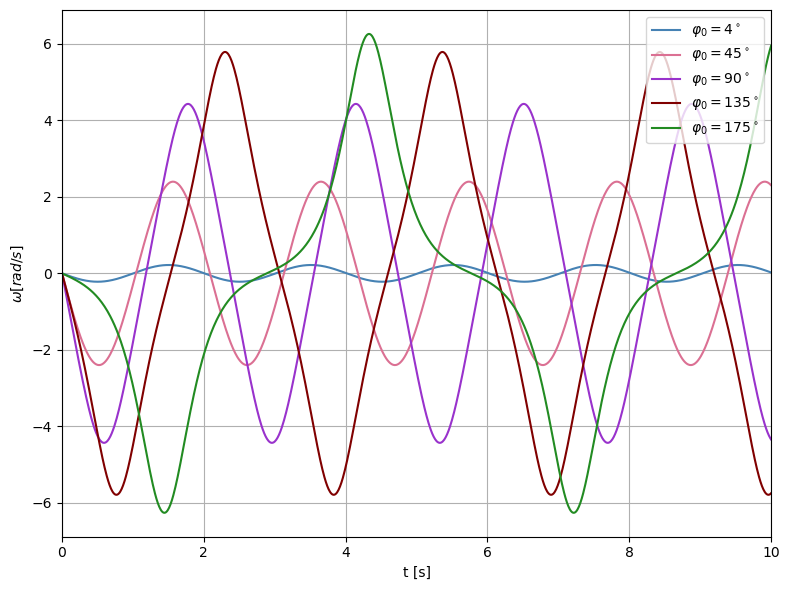 φ₀ = 4°
φ₀ = 45°
φ₀ = 90°
φ₀ = 135°
φ₀ = 175°
6
4
2
0
−2
−4
−6
ω[rad/s]
0 2 4 6 8 10
t [s]